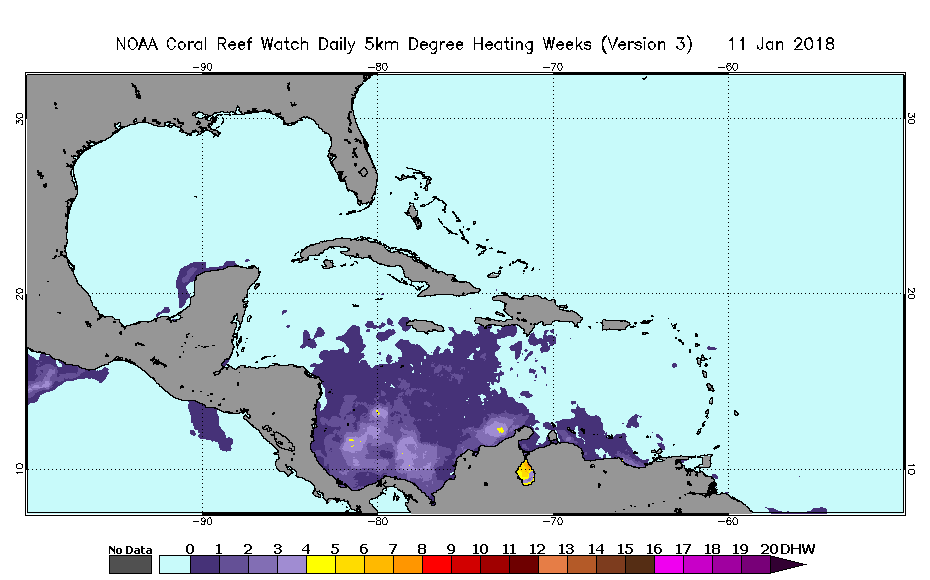 NOAA Coral Reef Watch Daily 5km Degree Heating Weeks (Version 3) 11 Jan 2018
-90 -80 -70 -60
30 30
20 20
10 10
-90 -80 -70 -60
No Data 0 1 2 3 4 5 6 7 8 9 10 11 12 13 14 15 16 17 18 19 20 DHW